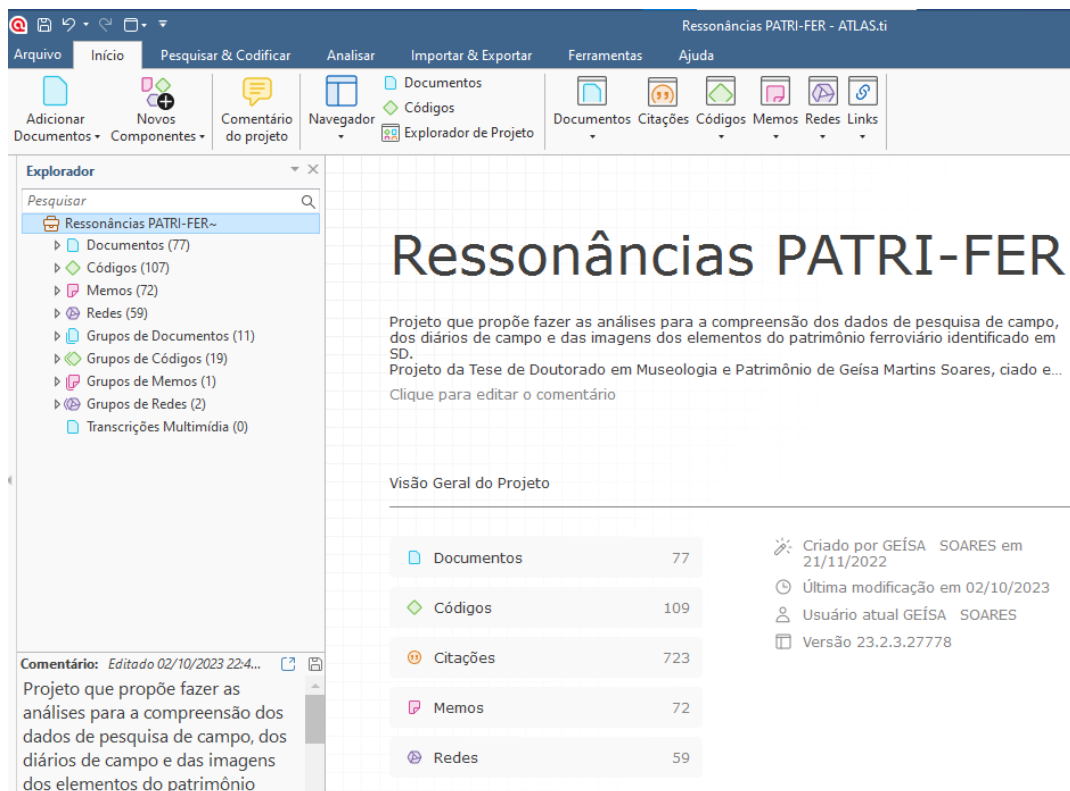 Ressonâncias PATRI-FER - ATLAS.ti
Arquivo Início Pesquisar & Codificar Analisar Importar & Exportar Ferramentas Ajuda
Adicionar Documentos
Novos Componentes
Comentário do projeto
Navegador
Documentos
Códigos
Explorador de Projeto
Documentos Citações Códigos Memos Redes Links
Explorador
Pesquisar
Ressonâncias PATRI-FER~
Documentos (77)
Códigos (107)
Memos (72)
Redes (59)
Grupos de Documentos (11)
Grupos de Códigos (19)
Grupos de Memos (1)
Grupos de Redes (2)
Transcrições Multimídia (0)
Comentário: Editado 02/10/2023 22:4...
Projeto que propõe fazer as
análises para a compreensão dos
dados de pesquisa de campo, dos
diários de campo e das imagens
dos elementos do patrimônio
Ressonâncias PATRI-FER
Projeto que propõe fazer as análises para a compreensão dos dados de pesquisa de campo,
dos diários de campo e das imagens dos elementos do patrimônio ferroviário identificado em
SD.
Projeto da Tese de Doutorado em Museologia e Patrimônio de Geísa Martins Soares, ciado e...
Clique para editar o comentário
Visão Geral do Projeto
Documentos 77
Códigos 109
Citações 723
Memos 72
Redes 59
Criado por GEÍSA SOARES em
21/11/2022
Última modificação em 02/10/2023
Usuário atual GEÍSA SOARES
Versão 23.2.3.27778